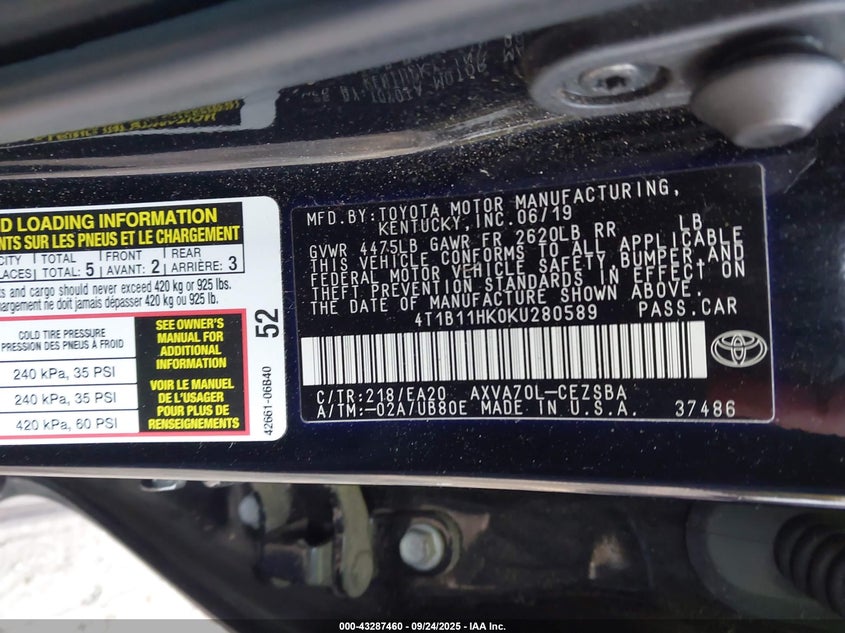 D LOADING INFORMATION
NTS SUR LES PNEUS ET LE CHARGEMENT
CITY TOTAL FRONT REAR
LACES TOTAL: 5 AVANT: 2 ARRIÈRE: 3
ts and cargo should never exceed 420 kg or 925 lbs.
hargement ne doit jamais dépasser 420 kg ou 925 lb.
COLD TIRE PRESSURE
PRESSION DES PNEUS À FROID
240 kPa, 35 PSI
240 kPa, 35 PSI
420 kPa, 60 PSI
SEE OWNER'S
MANUAL FOR
ADDITIONAL
INFORMATION
VOIR LE MANUEL
DE L'USAGER
POUR PLUS DE
RENSEIGNEMENTS
52
42661-06B40
MFD.BY:TOYOTA MOTOR MANUFACTURING,
KENTUCKY,INC.06/19
GVWR 4475LB GAWR FR 2620LB RR LB
THIS VEHICLE CONFORMS TO ALL APPLICABLE
FEDERAL MOTOR VEHICLE SAFETY,BUMPER,AND
THEFT PREVENTION STANDARDS IN EFFECT ON
THE DATE OF MANUFACTURE SHOWN ABOVE.
4T1B11HK0KU280589 PASS.CAR
C/TR:218/EA20 AXVA70L-CEZSBA
A/TM:-02A/UB80E MADE IN U.S.A. 37486
000-43287460 - 09/24/2025 - IAA Inc.